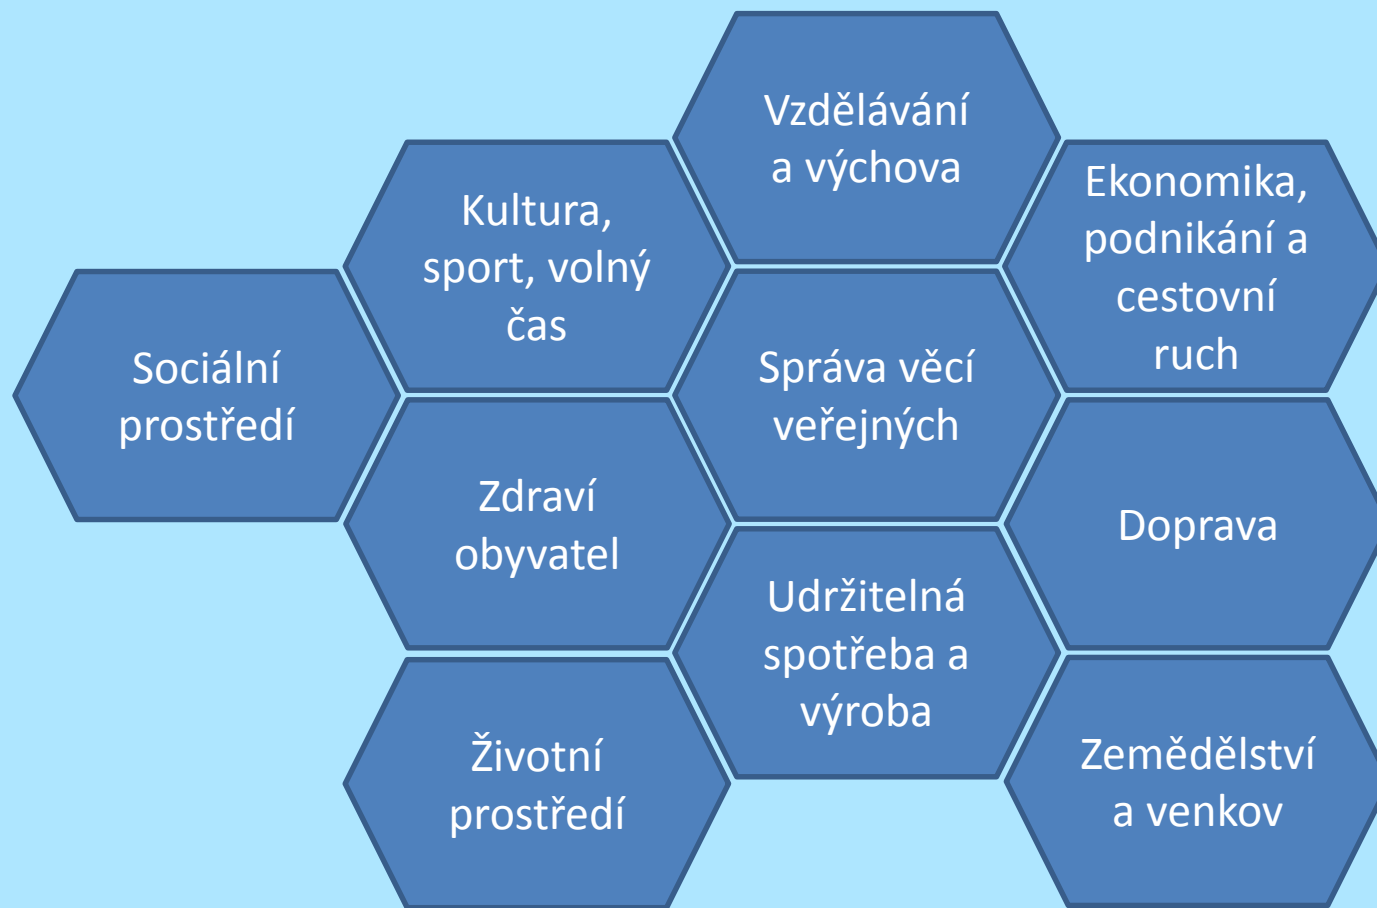 Vzdělávání
a výchova
Kultura,
sport, volný
čas
Ekonomika,
podnikání a
cestovní
ruch
Sociální
prostředí
Správa věcí
veřejných
Zdraví
obyvatel
Doprava
Udržitelná
spotřeba a
výroba
Životní
prostředí
Zemědělství
a venkov